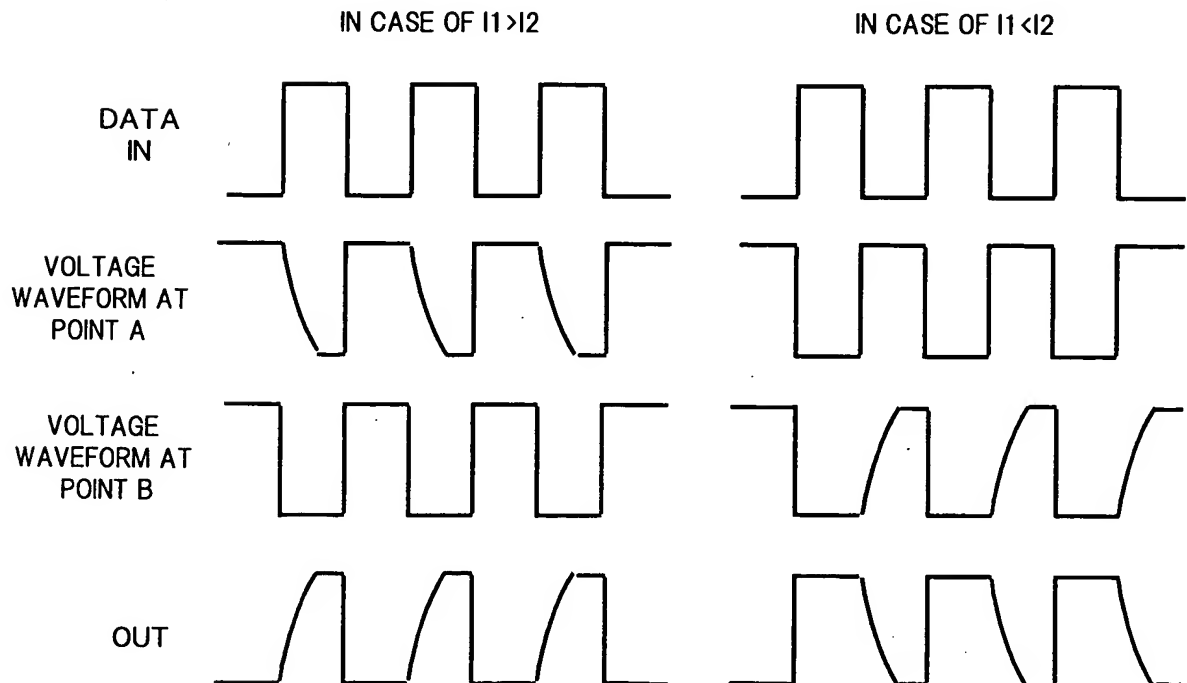 IN CASE OF I1>I2
IN CASE OF I1<I2
DATA
IN
VOLTAGE
WAVEFORM AT
POINT A
VOLTAGE
WAVEFORM AT
POINT B
OUT